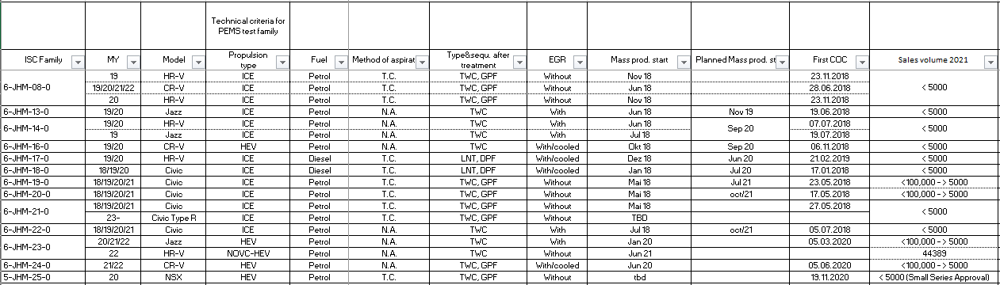 Technical criteria for
PEMS test family
ISC Family MY Model Propulsion type Fuel Method of aspirat Type&sequ. after treatment EGR Mass prod. start Planned Mass prod. st First COC Sales volume 2021
6-JHM-08-0 19 HR-V ICE Petrol T.C. TWC, GPF Without Nov 18 23.11.2018 < 5000
19/20/21/22 CR-V ICE Petrol T.C. TWC, GPF Without Jun 18 28.06.2018
20 HR-V ICE Petrol T.C. TWC, GPF Without Nov 18 23.11.2018
6-JHM-13-0 19/20 Jazz ICE Petrol N.A. TWC With Jun 18 Nov 19 19.06.2018 < 5000
6-JHM-14-0 19/20 HR-V ICE Petrol N.A. TWC With Jun 18 Sep 20 07.07.2018 < 5000
19 Jazz ICE Petrol N.A. TWC With Jul 18 19.07.2018
6-JHM-16-0 19/20 CR-V HEV Petrol N.A. TWC With/cooled Okt 18 Sep 20 06.11.2018 < 5000
6-JHM-17-0 19/20 HR-V ICE Diesel T.C. LNT, DPF With/cooled Dez 18 Jun 20 21.02.2019 < 5000
6-JHM-18-0 18/19/20 Civic ICE Diesel T.C. LNT, DPF With/cooled Jan 18 Jul 20 17.01.2018 < 5000
6-JHM-19-0 18/19/20/21 Civic ICE Petrol T.C. TWC, GPF Without Mai 18 Jul 21 23.05.2018 <100,000 - > 5000
6-JHM-20-0 18/19/20/21 Civic ICE Petrol T.C. TWC, GPF Without Mai 18 oct/21 17.05.2018 <100,000 - > 5000
6-JHM-21-0 18/19/20/21 Civic ICE Petrol T.C. TWC, GPF Without Mai 18 27.05.2018 < 5000
23- Civic Type R ICE Petrol T.C. TWC, GPF Without TBD
6-JHM-22-0 18/19/20/21 Civic ICE Petrol N.A. TWC With Jul 18 oct/21 05.07.2018 < 5000
6-JHM-23-0 20/21/22 Jazz HEV Petrol N.A. TWC With Jan 20 05.03.2020 <100,000 - > 5000
22 HR-V NOVC-HEV Petrol N.A. TWC Without Jun 21 44389
6-JHM-24-0 21/22 CR-V HEV Petrol N.A. TWC, GPF With/cooled Jun 20 05.06.2020 <100,000 - > 5000
5-JHM-25-0 20 NSX HEV Petrol T.C. TWC, GPF Without tbd 19.11.2020 < 5000 (Small Series Approval)